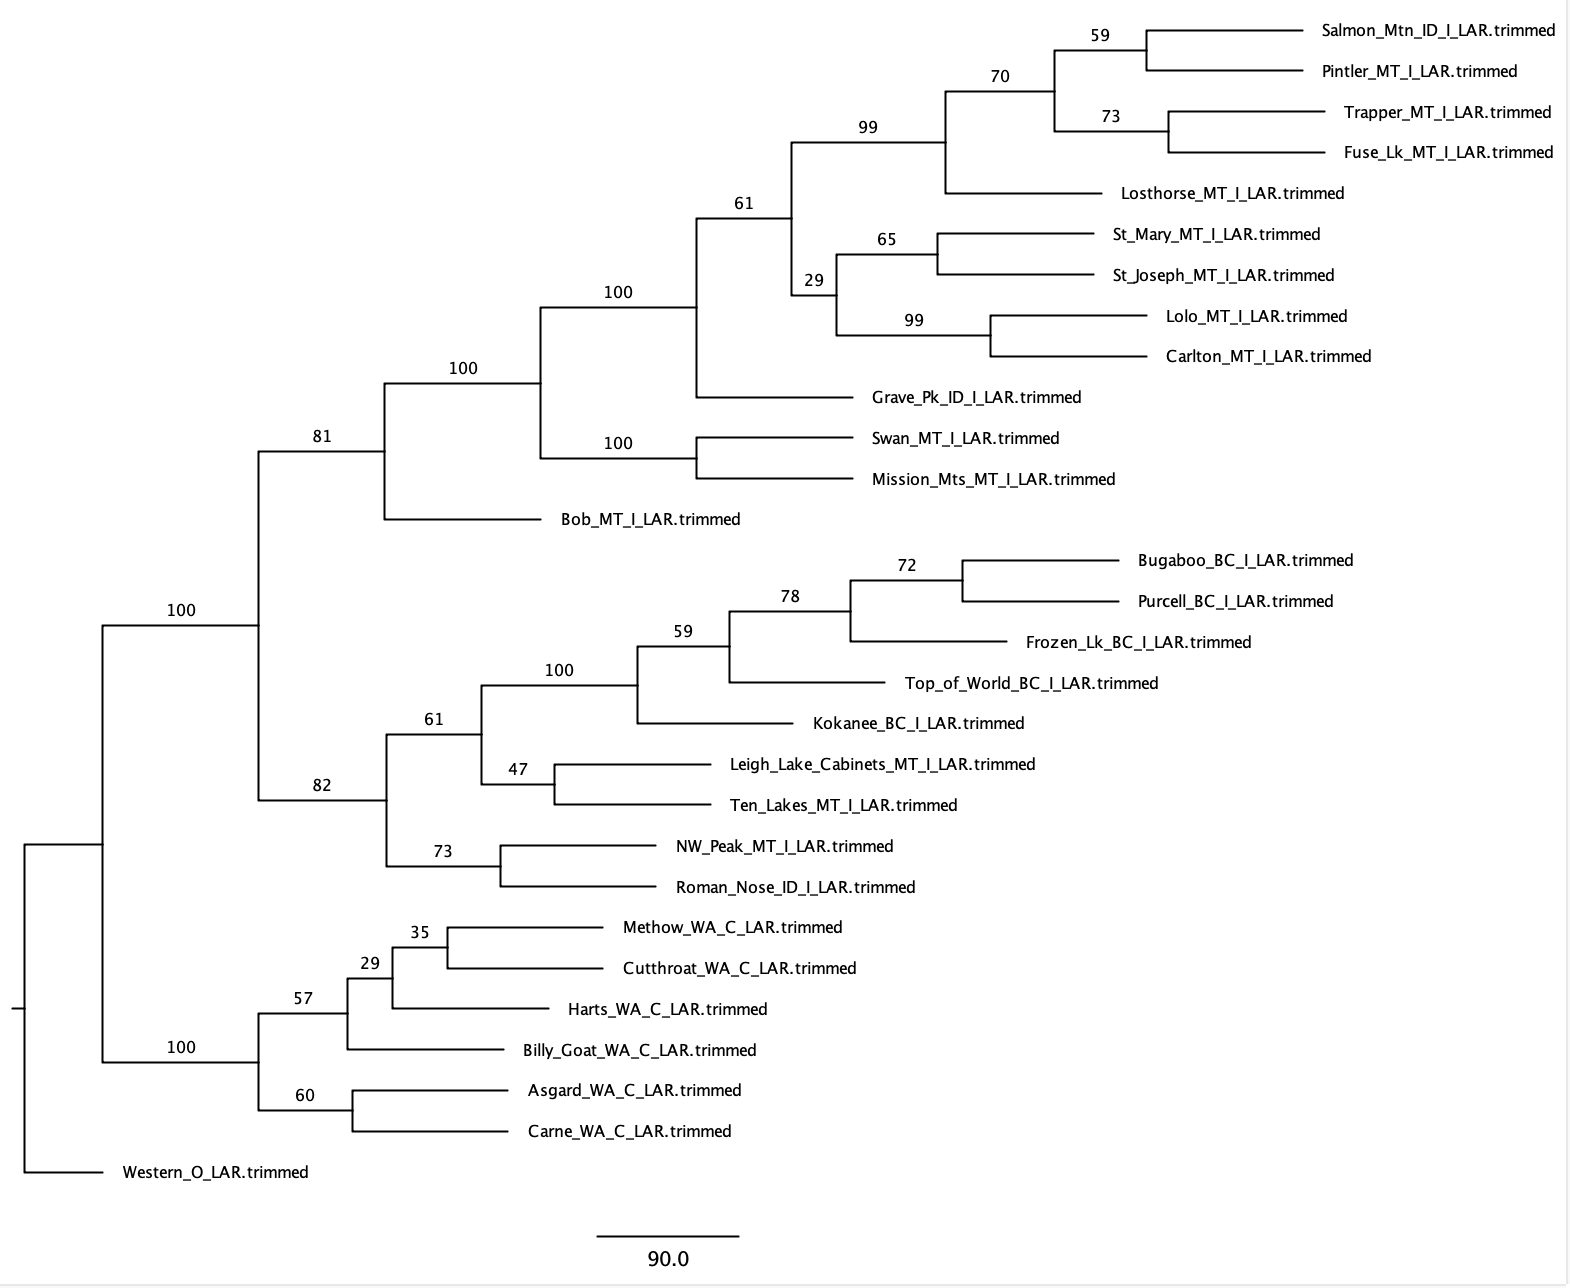 Salmon_Mtn_ID_I_LAR.trimmed
59
Pintler_MT_I_LAR.trimmed
70
Trapper_MT_I_LAR.trimmed
73
Fuse_Lk_MT_I_LAR.trimmed
99
Losthorse_MT_I_LAR.trimmed
61
St_Mary_MT_I_LAR.trimmed
65
St_Joseph_MT_I_LAR.trimmed
29
100
Lolo_MT_I_LAR.trimmed
99
Carlton_MT_I_LAR.trimmed
100
Grave_Pk_ID_I_LAR.trimmed
81
Swan_MT_I_LAR.trimmed
100
Mission_Mts_MT_I_LAR.trimmed
Bob_MT_I_LAR.trimmed
Bugaboo_BC_I_LAR.trimmed
72
Purcell_BC_I_LAR.trimmed
78
100
Frozen_Lk_BC_I_LAR.trimmed
59
Top_of_World_BC_I_LAR.trimmed
100
Kokanee_BC_I_LAR.trimmed
61
Leigh_Lake_Cabinets_MT_I_LAR.trimmed
47
82
Ten_Lakes_MT_I_LAR.trimmed
NW_Peak_MT_I_LAR.trimmed
73
Roman_Nose_ID_I_LAR.trimmed
Methow_WA_C_LAR.trimmed
35
Cutthroat_WA_C_LAR.trimmed
29
Harts_WA_C_LAR.trimmed
57
Billy_Goat_WA_C_LAR.trimmed
100
Asgard_WA_C_LAR.trimmed
60
Carne_WA_C_LAR.trimmed
Western_O_LAR.trimmed
90.0